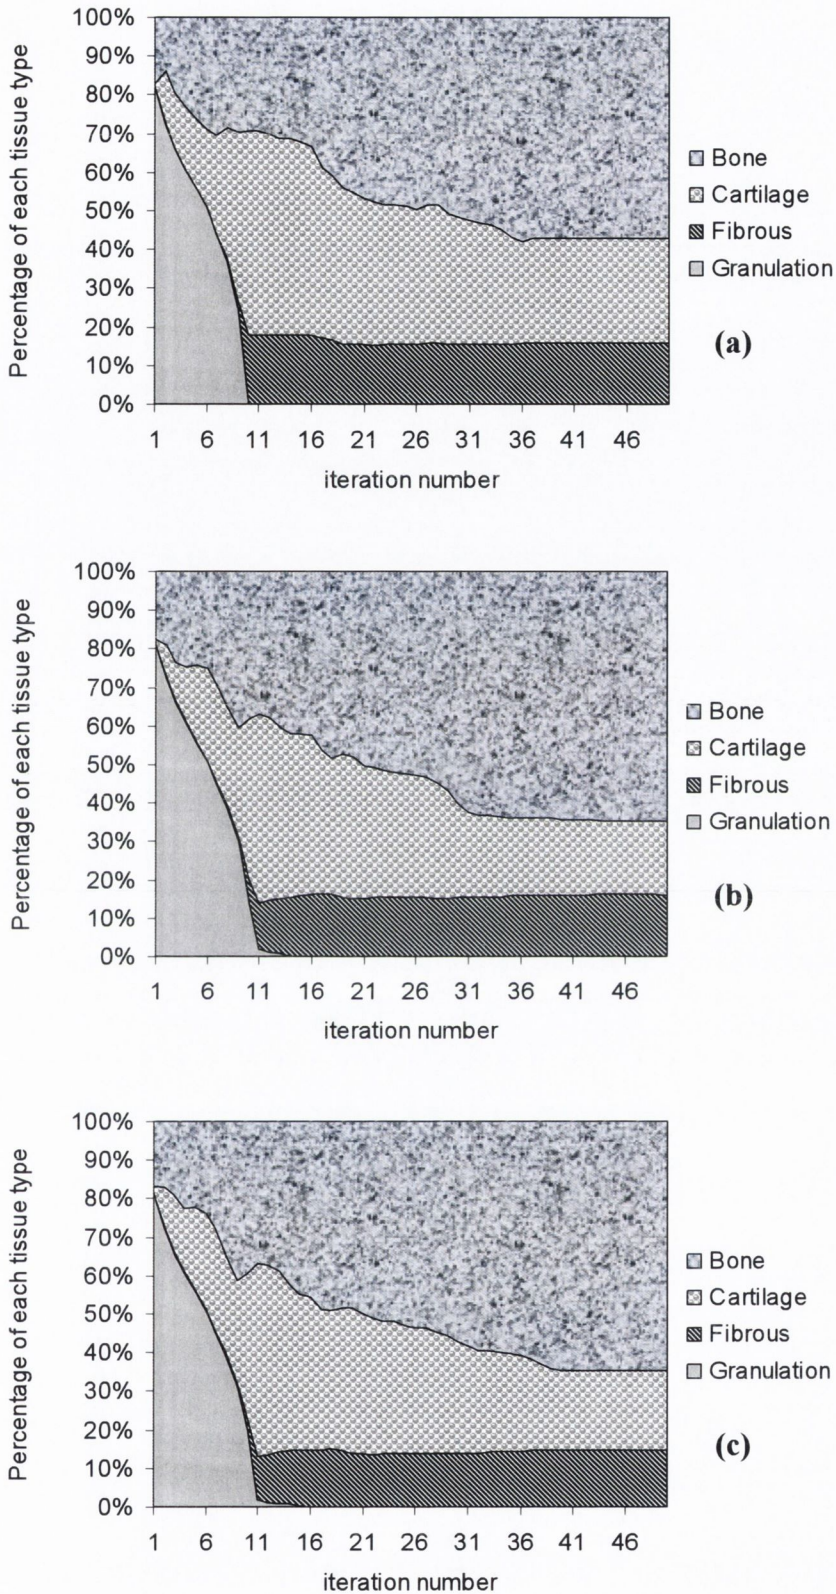 Percentage of each tissue type
100%
90%
80%
70%
60%
50%
40%
30%
20%
10%
0%
1 6 11 16 21 26 31 36 41 46
iteration number
Bone
Cartilage
Fibrous
Granulation
(a)
Percentage of each tissue type
100%
90%
80%
70%
60%
50%
40%
30%
20%
10%
0%
1 6 11 16 21 26 31 36 41 46
iteration number
Bone
Cartilage
Fibrous
Granulation
(b)
Percentage of each tissue type
100%
90%
80%
70%
60%
50%
40%
30%
20%
10%
0%
1 6 11 16 21 26 31 36 41 46
iteration number
Bone
Cartilage
Fibrous
Granulation
(c)